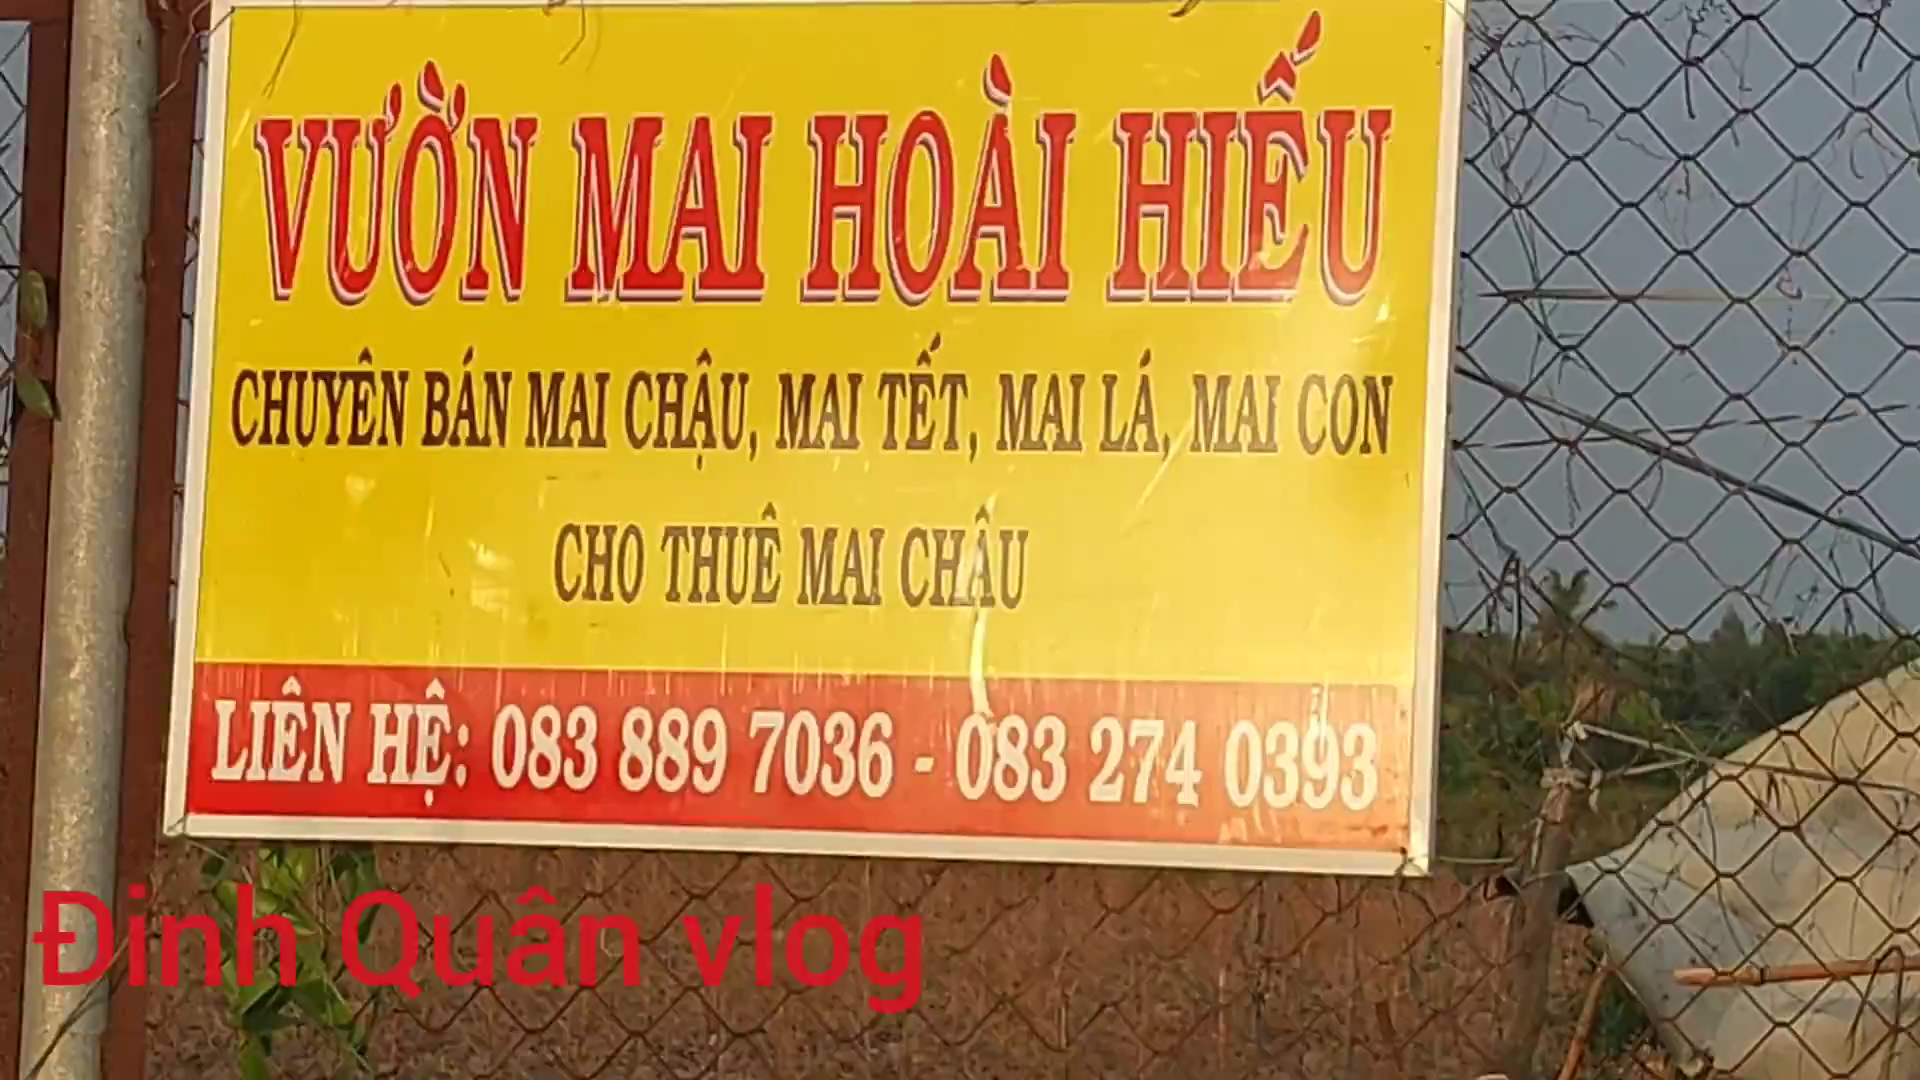 VƯỜN MAI HOÀI HIẾU
CHUYÊN BÁN MAI CHẬU, MAI TẾT, MAI LÁ, MAI CON
CHO THUÊ MAI CHẬU
LIÊN HỆ: 083 889 7036 - 083 274 0393
Đinh Quân vlog